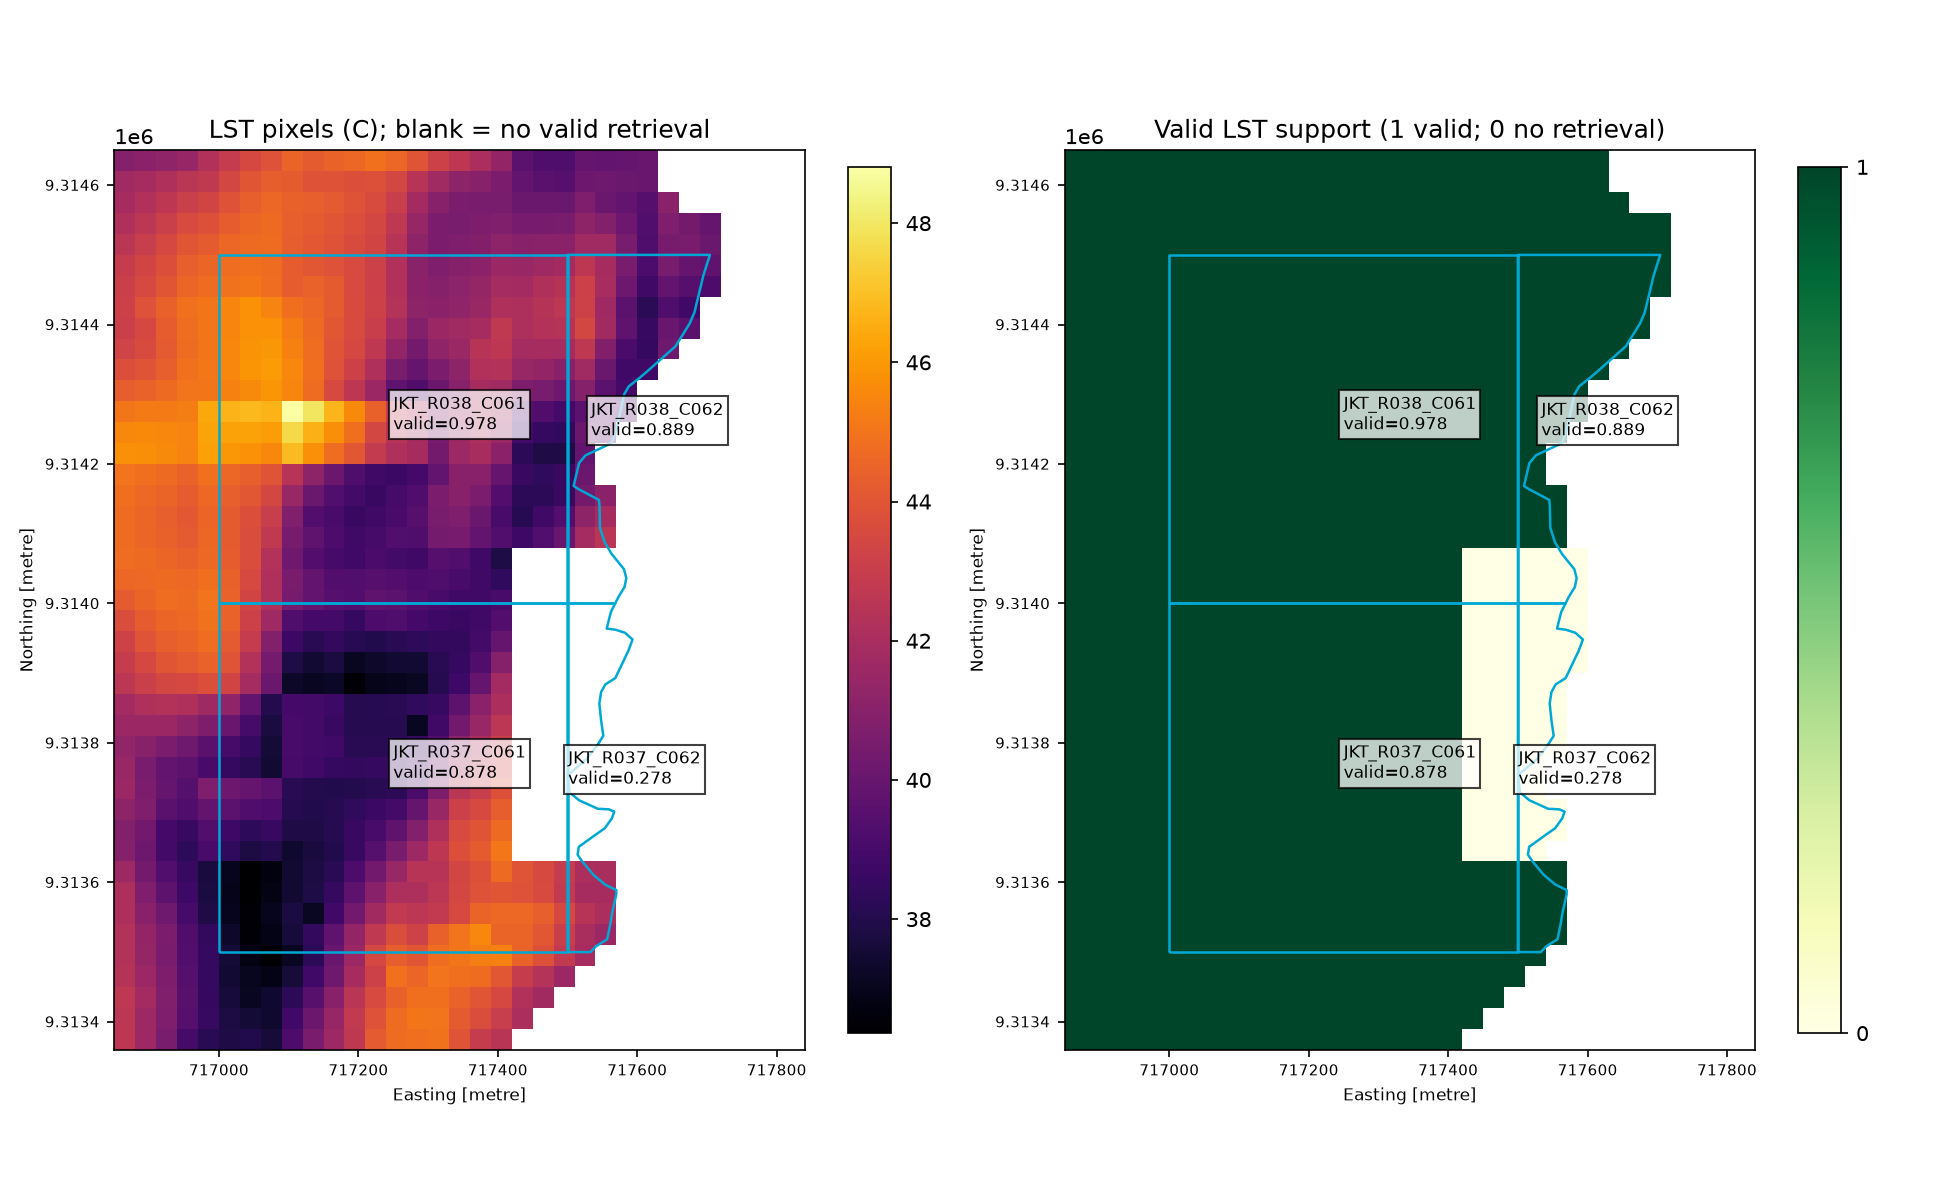 LST pixels (C); blank = no valid retrieval
1e6
9.3146
9.3144
9.3142
9.3140
9.3138
9.3136
9.3134
Northing [metre]
JKT_R038_C061
valid=0.978
JKT_R038_C062
valid=0.889
JKT_R037_C061
valid=0.878
JKT_R037_C062
valid=0.278
717000
717200
717400
717600
717800
Easting [metre]
48
46
44
42
40
38
Valid LST support (1 valid; 0 no retrieval)
1e6
9.3146
9.3144
9.3142
9.3140
9.3138
9.3136
9.3134
Northing [metre]
JKT_R038_C061
valid=0.978
JKT_R038_C062
valid=0.889
JKT_R037_C061
valid=0.878
JKT_R037_C062
valid=0.278
717000
717200
717400
717600
717800
Easting [metre]
1
0